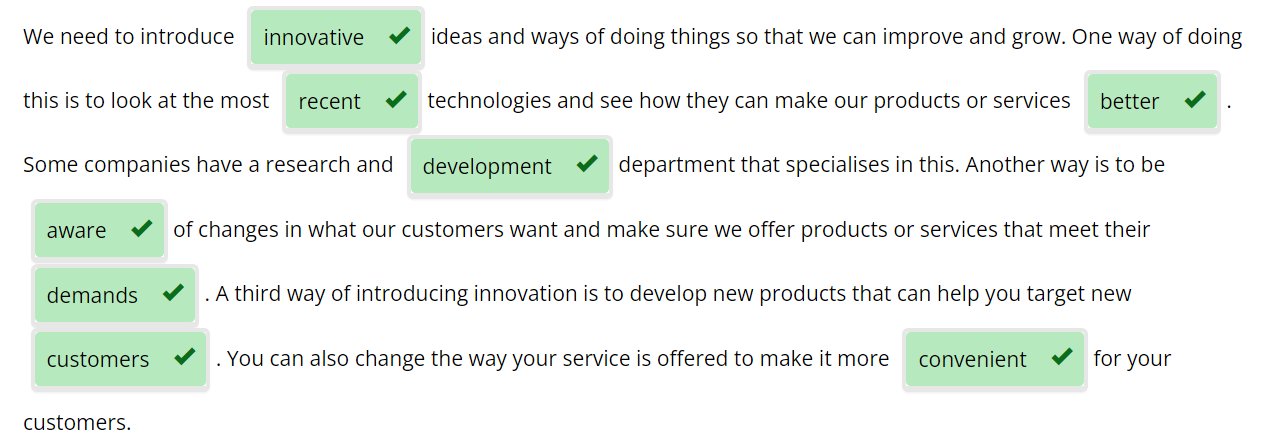 We need to introduce innovative ideas and ways of doing things so that we can improve and grow. One way of doing
this is to look at the most recent technologies and see how they can make our products or services better .
Some companies have a research and development department that specialises in this. Another way is to be
aware of changes in what our customers want and make sure we offer products or services that meet their
demands . A third way of introducing innovation is to develop new products that can help you target new
customers . You can also change the way your service is offered to make it more convenient for your
customers.